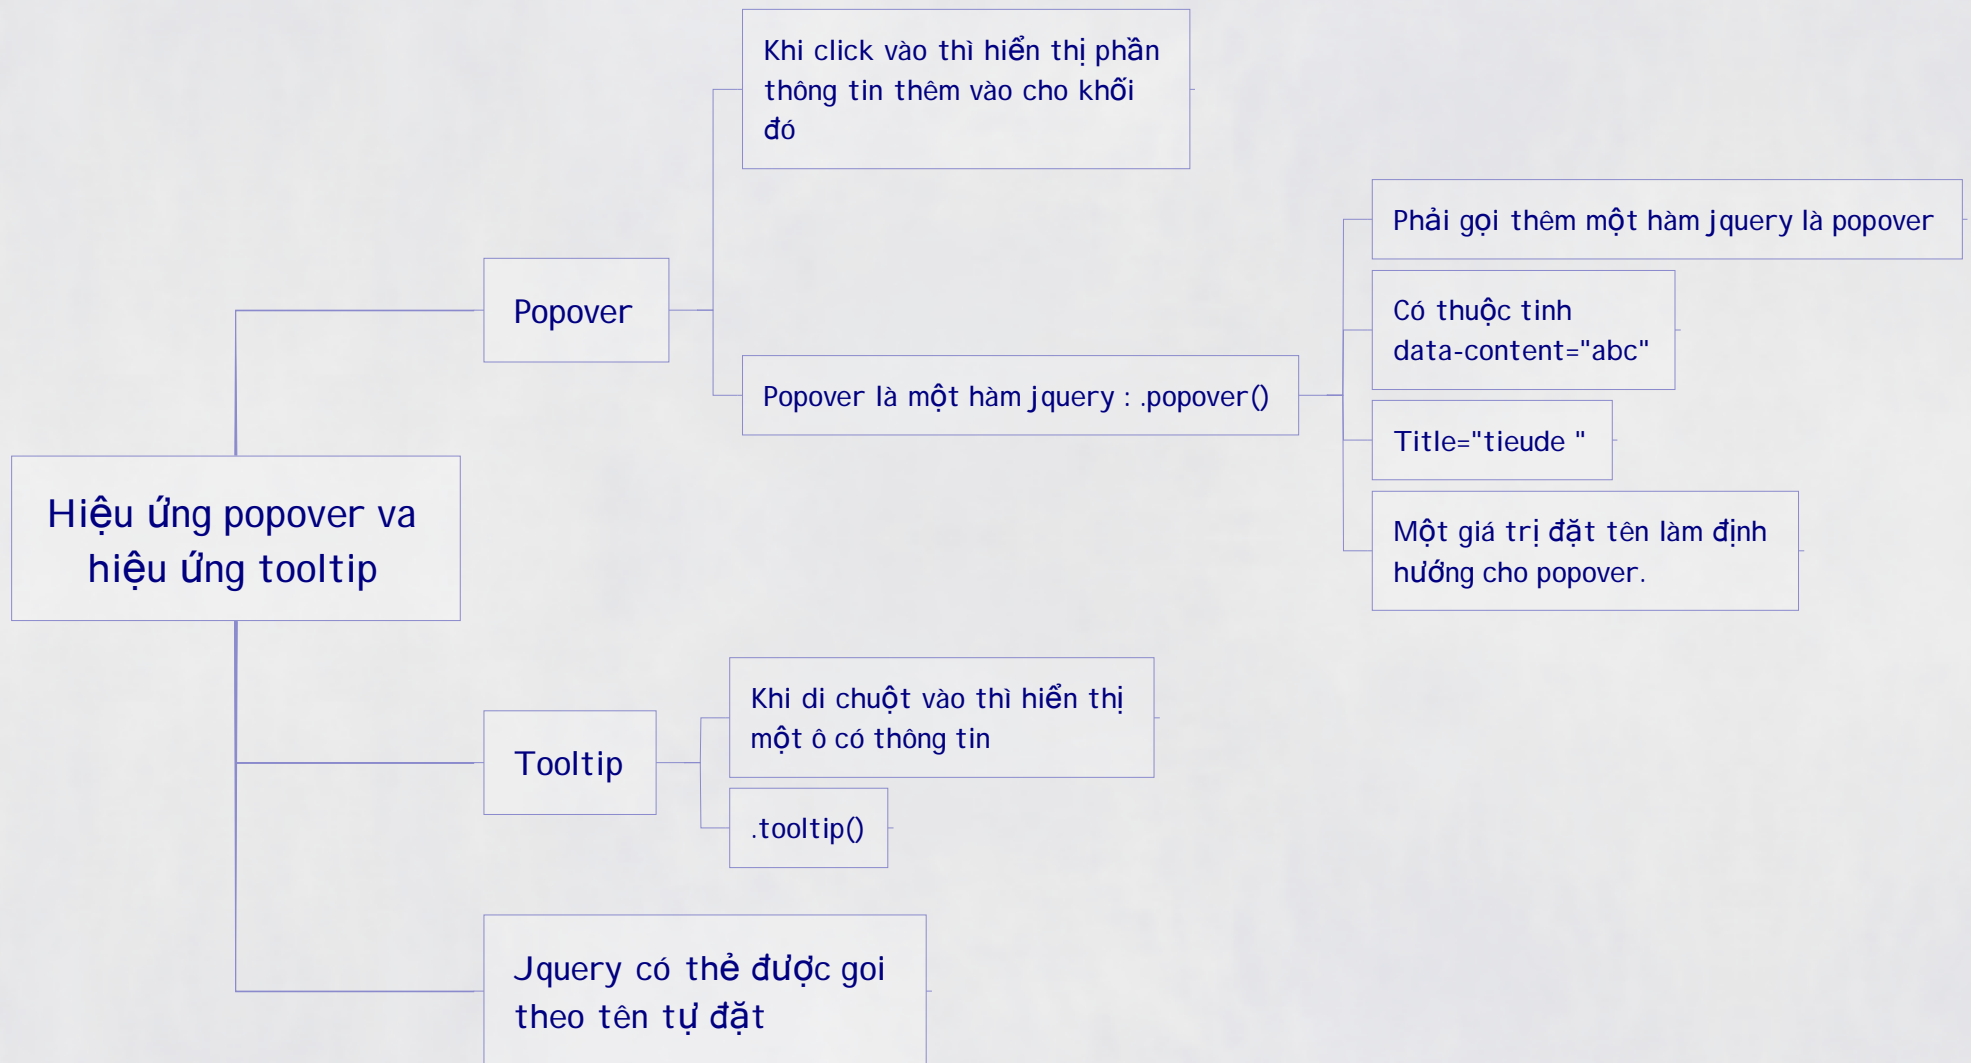 Khi click vào thì hiển thị phần
thông tin thêm vào cho khối
đó
Phải gọi thêm một hàm jquery là popover
Có thuộc tinh
data-content="abc"
Popover
Popover là một hàm jquery : .popover()
Title="tieude "
Một giá trị đặt tên làm định
hướng cho popover.
Hiệu ứng popover va
hiệu ứng tooltip
Khi di chuột vào thì hiển thị
một ô có thông tin
Tooltip
.tooltip()
Jquery có thẻ được goi
theo tên tự đặt